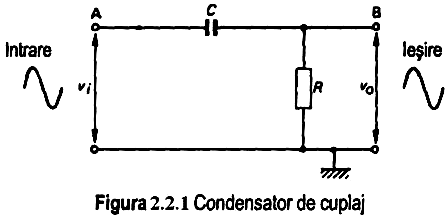 A
C
B
Intrare
Ieşire
vi
R
vo
Figura 2.2.1 Condensator de cuplaj